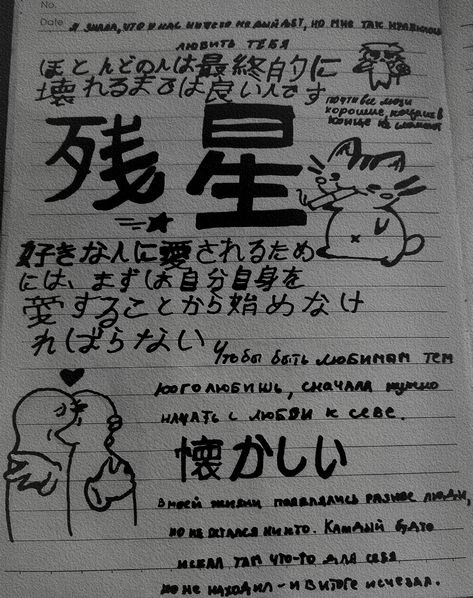 No.
Date Я ЗНАЛА, ЧТО У НАС НИЧЕГО НЕ ВЫЙДЕТ, НО МНЕ ТАК НРАВИЛОСЬ
ЛЮБИТЬ ТЕБЯ
ほとんどの人は最終的に
壊れるまでは良い人です
ПОЧТИ ВСЕ ЛЮДИ
ХОРОШИЕ, ПОКА НЕ В
КОНЦЕ НЕ
残星
好きな人に愛されるため
には、まずは自分自身を
愛することから始めなけ
ればらない
Чтобы быть любимым тем
кого любишь, сначала нужно
начать с любви к себе.
懐かしい
В моей жизни появлялись разные люди,
но не остался никто. Каждый будто
искал там что-то для себя
но не находил - и в итоге исчезал.